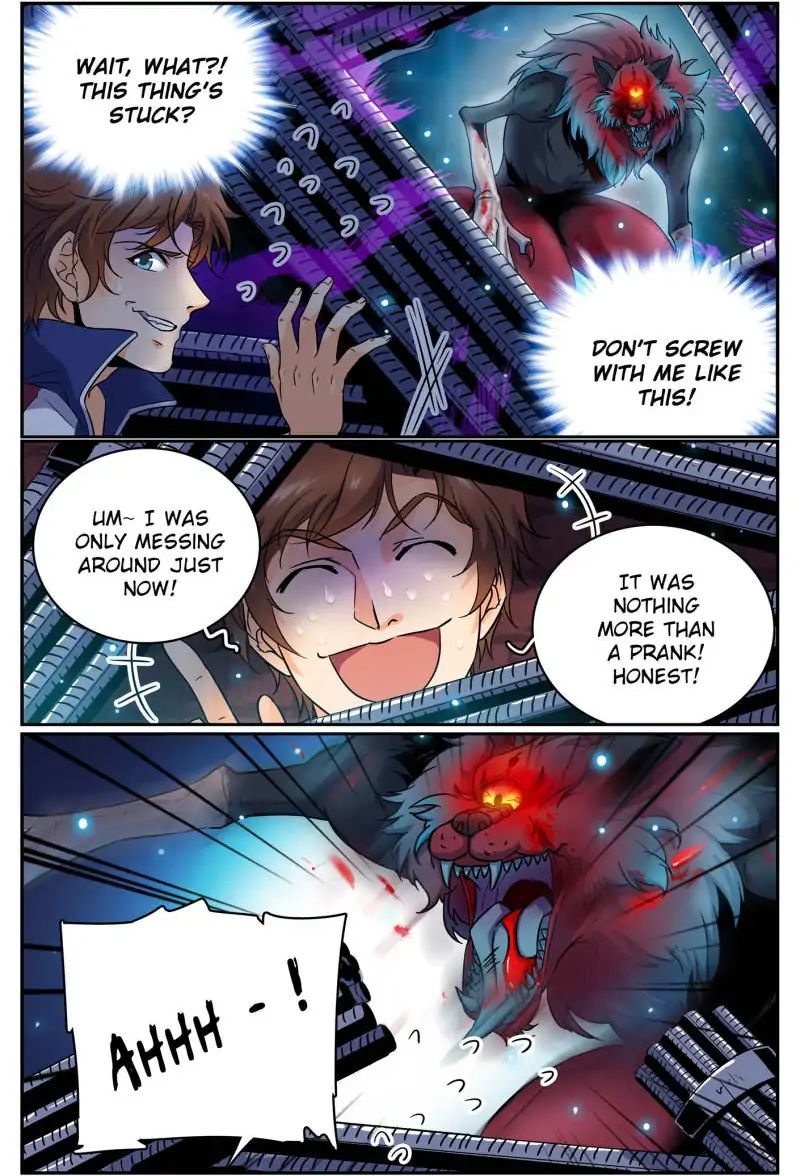 WAIT, WHAT?!
THIS THING'S
STUCK?
DON'T SCREW
WITH ME LIKE
THIS!
UM~ I WAS
ONLY MESSING
AROUND JUST
NOW!
IT WAS
NOTHING
MORE THAN
A PRANK!
HONEST!
AHHH-!